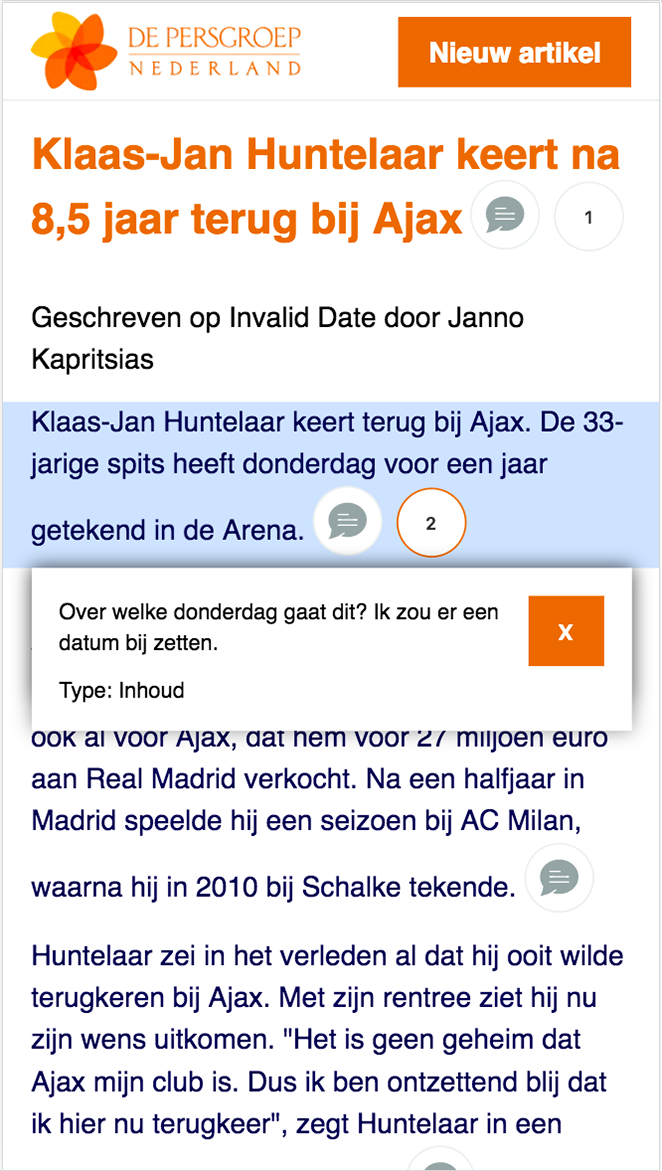 DE PERSGROEP
NEDERLAND
Nieuw artikel
Klaas-Jan Huntelaar keert na
8,5 jaar terug bij Ajax
1
Geschreven op Invalid Date door Janno
Kapritsias
Klaas-Jan Huntelaar keert terug bij Ajax. De 33-
jarige spits heeft donderdag voor een jaar
getekend in de Arena.
2
Over welke donderdag gaat dit? Ik zou er een
datum bij zetten.
X
Type: Inhoud
ook al voor Ajax, dat hem voor 27 miljoen euro
aan Real Madrid verkocht. Na een halfjaar in
Madrid speelde hij een seizoen bij AC Milan,
waarna hij in 2010 bij Schalke tekende.
Huntelaar zei in het verleden al dat hij ooit wilde
terugkeren bij Ajax. Met zijn rentree ziet hij nu
zijn wens uitkomen. "Het is geen geheim dat
Ajax mijn club is. Dus ik ben ontzettend blij dat
ik hier nu terugkeer", zegt Huntelaar in een